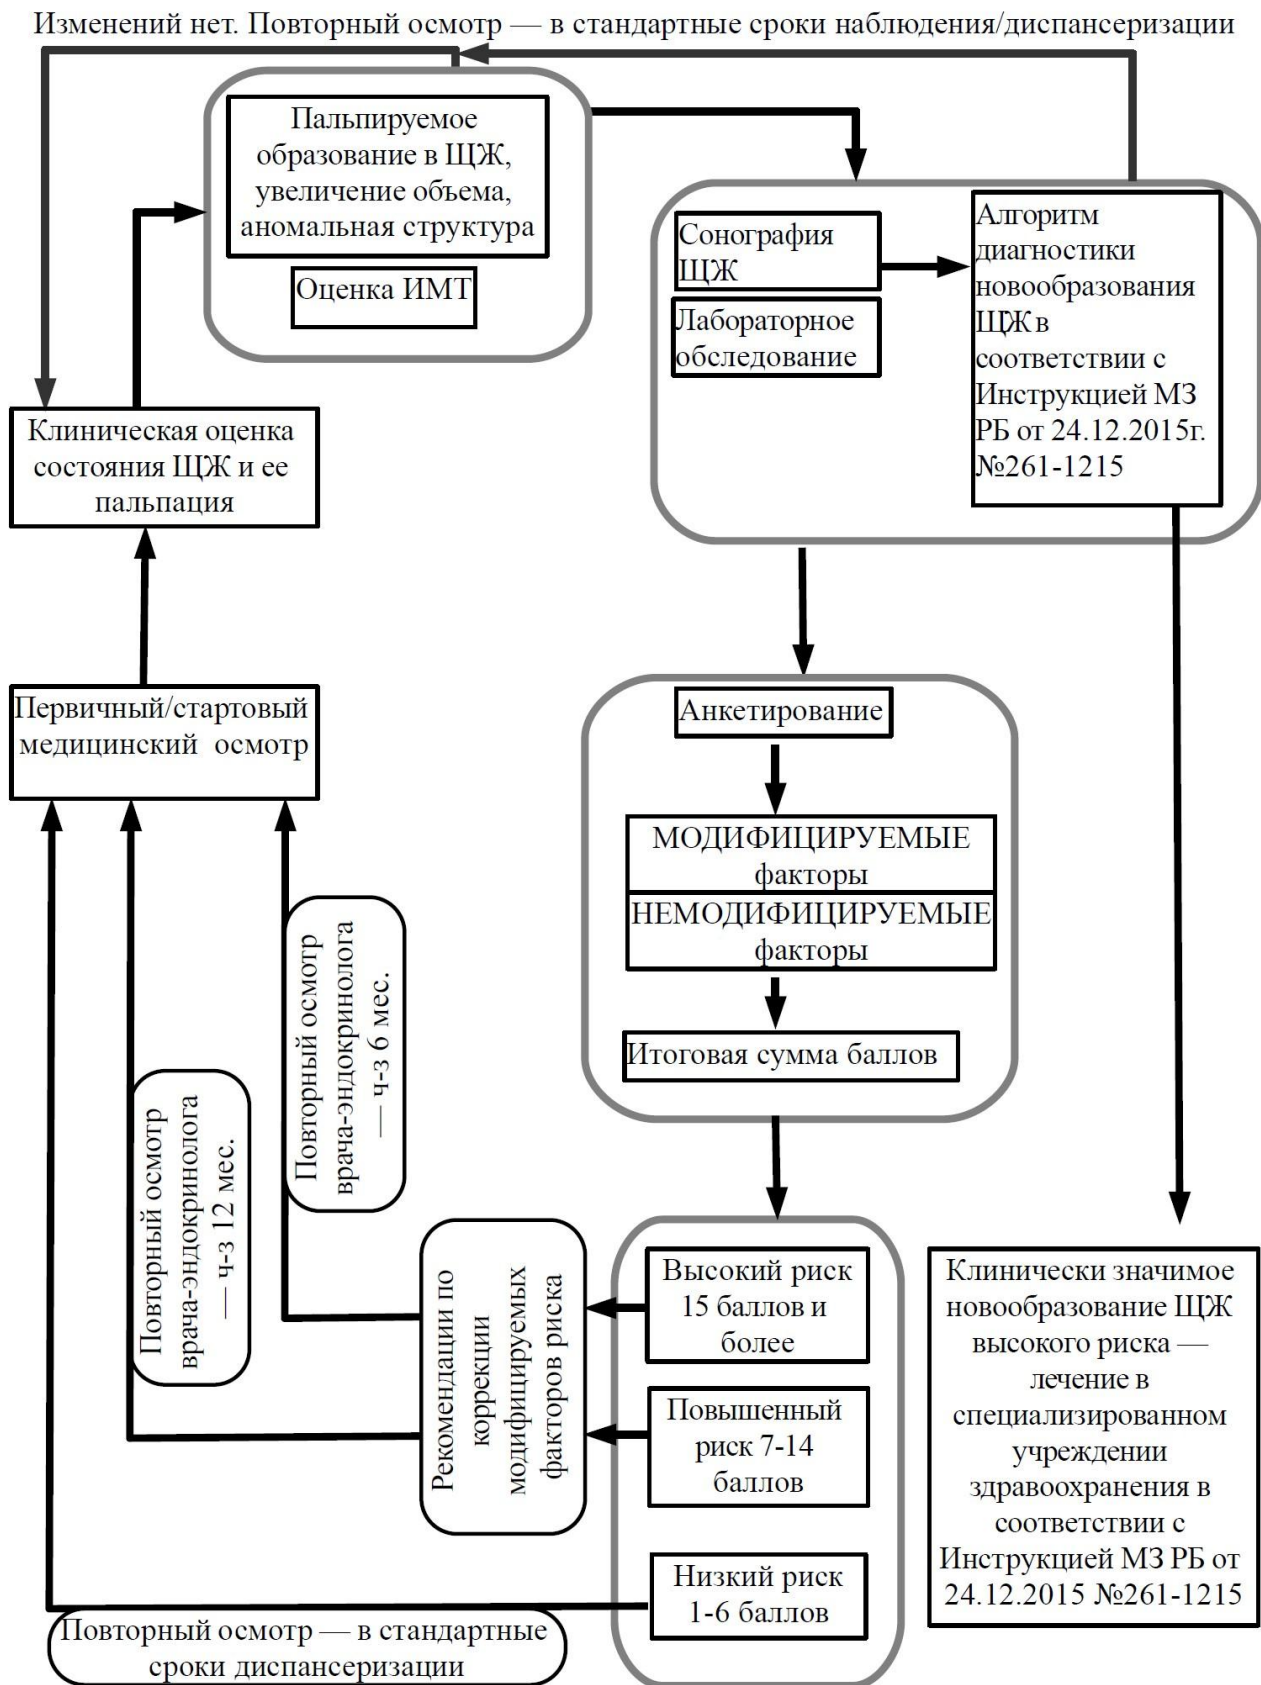 Изменений нет. Повторный осмотр — в стандартные сроки наблюдения/диспансеризации
Пальпируемое
образование в ЩЖ,
увеличение объема,
аномальная структура
Оценка ИМТ
Сонография
ЩЖ
Лабораторное
обследование
Алгоритм
диагностики
новообразования
ЩЖ в
соответствии с
Инструкцией МЗ
РБ от 24.12.2015г.
№261-1215
Клиническая оценка
состояния ЩЖ и ее
пальпация
Первичный/стартовый
медицинский осмотр
Анкетирование
МОДИФИЦИРУЕМЫЕ
факторы
НЕМОДИФИЦИРУЕМЫЕ
факторы
Итоговая сумма баллов
Повторный осмотр
врача-эндокринолога
— ч-з 6 мес.
Повторный осмотр
врача-эндокринолога
— ч-з 12 мес.
Рекомендации по
коррекции
модифицируемых
факторов риска
Высокий риск
15 баллов и
более
Повышенный
риск 7-14
баллов
Низкий риск
1-6 баллов
Клинически значимое
новообразование ЩЖ
высокого риска —
лечение в
специализированном
учреждении
здравоохранения в
соответствии с
Инструкцией МЗ РБ от
24.12.2015 №261-1215
Повторный осмотр — в стандартные
сроки диспансеризации